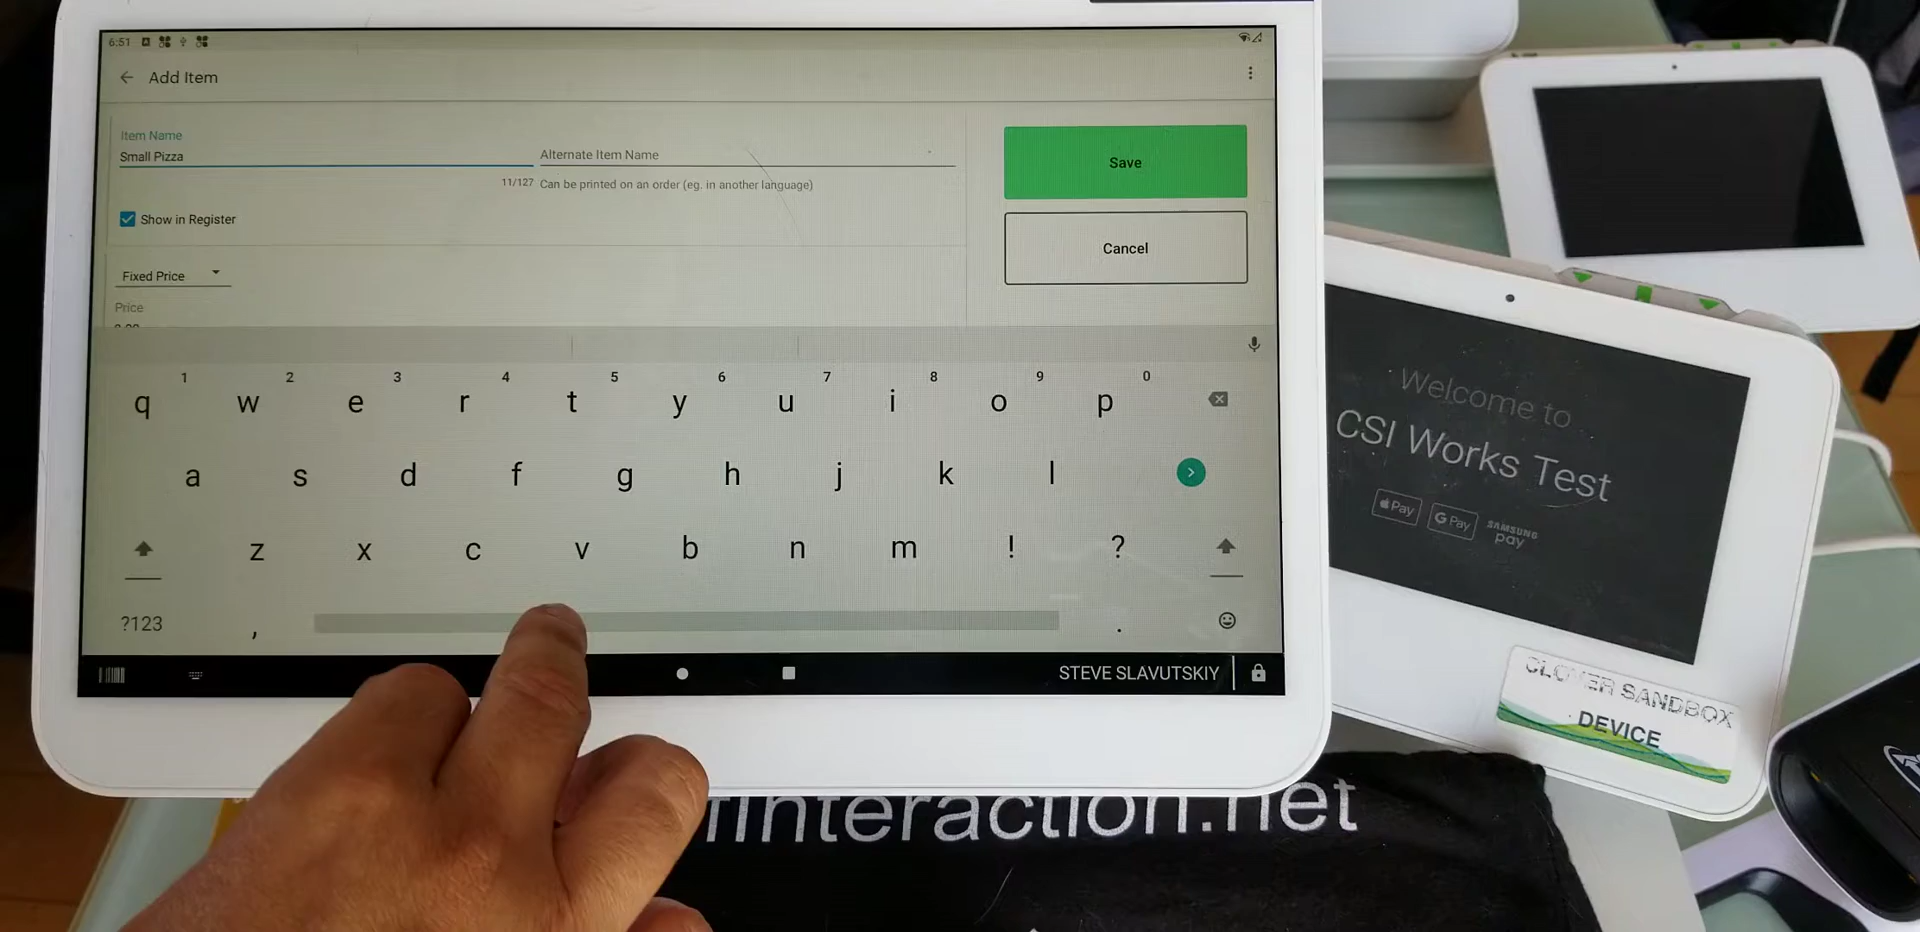 6:51
Add Item
Item Name
Small Pizza
Alternate Item Name
11/127
Can be printed on an order (eg. in another language)
Show in Register
Fixed Price
Price
Save
Cancel
1 2 3 4 5 6 7 8 9 0
q w e r t y u i o p
a s d f g h j k l
z x c v b n m ! ?
?123 , .
STEVE SLAVUTSKIY
Welcome to
CSI Works Test
Pay
G Pay
SAMSUNG
pay
CLOVER SANDBOX
DEVICE
interaction.net